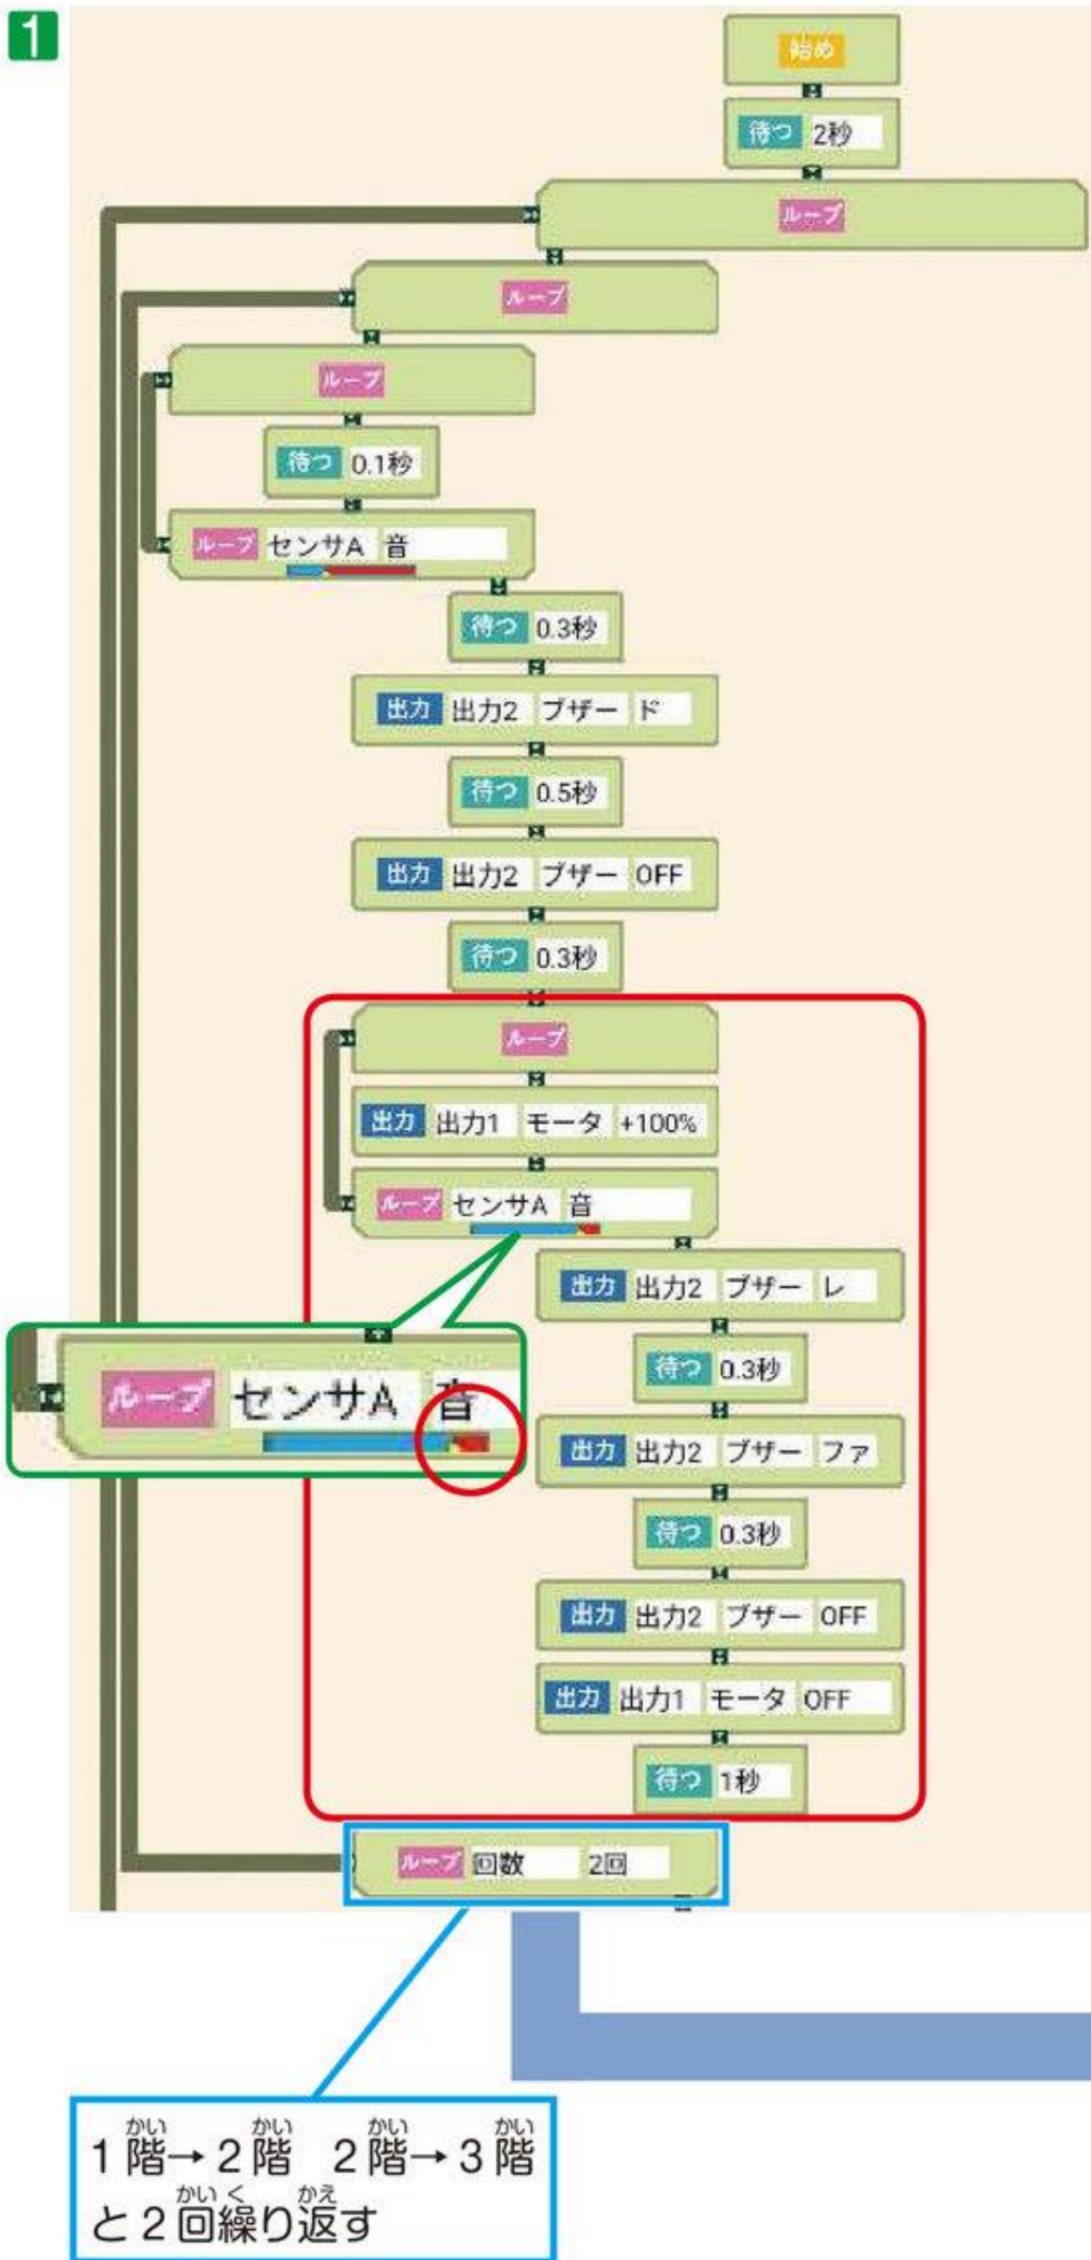 1
始め
待つ 2秒
ループ
ループ
ループ
待つ 0.1秒
ループ センサA 音
待つ 0.3秒
出力 出力2 ブザー ド
待つ 0.5秒
出力 出力2 ブザー OFF
待つ 0.3秒
ループ
出力 出力1 モータ +100%
ループ センサA 音
出力 出力2 ブザー レ
ループ センサA 音
待つ 0.3秒
出力 出力2 ブザー ファ
待つ 0.3秒
出力 出力2 ブザー OFF
出力 出力1 モータ OFF
待つ 1秒
ループ 回数 2回
かい かい かい かい
1階→2階 2階→3階
かい く かえ
と2回繰り返す